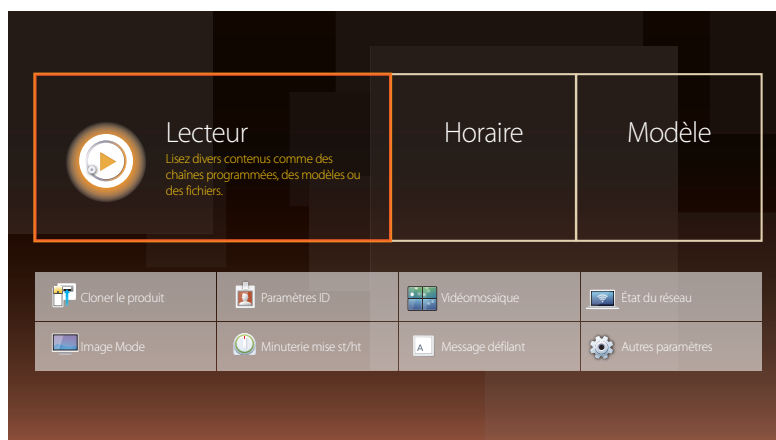 Lecteur
Lisez divers contenus comme des
chaînes programmées, des modèles ou
des fichiers.
Horaire
Modèle
Cloner le produit
Paramètres ID
Vidéomosaïque
État du réseau
Image Mode
Minuterie mise st/ht
A
Message défilant
Autres paramètres